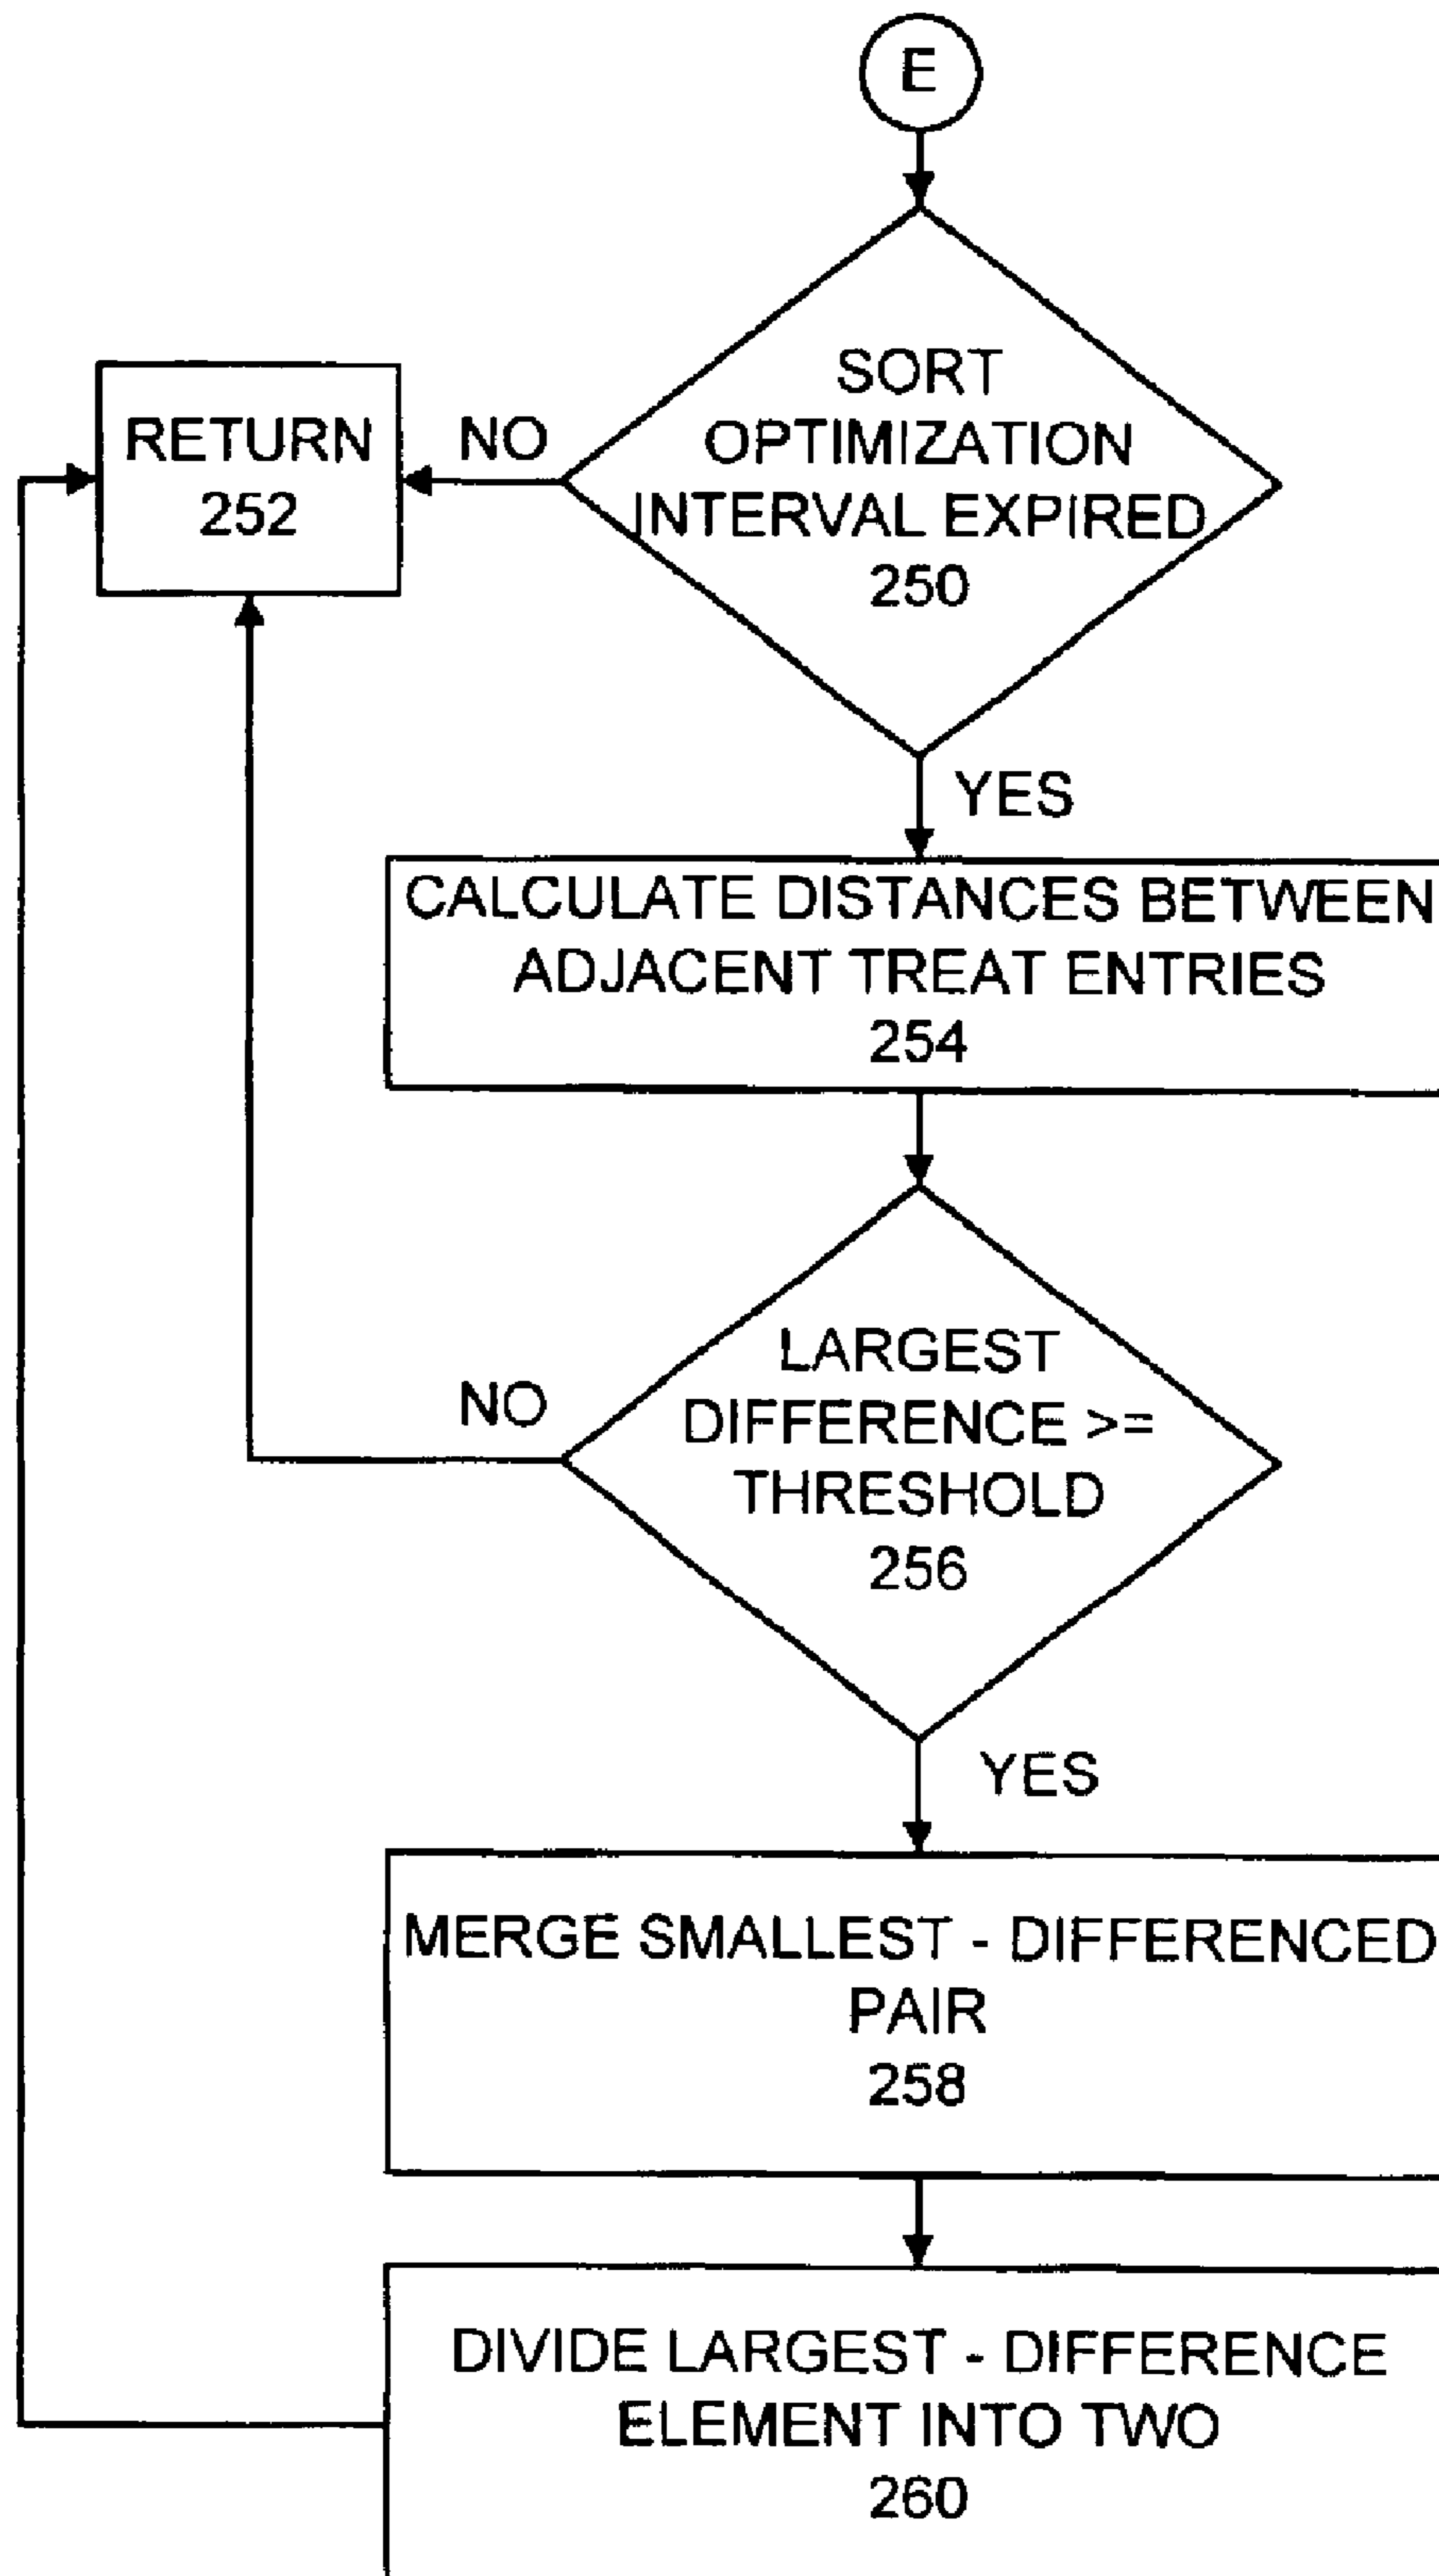 E
SORT
OPTIMIZATION
INTERVAL EXPIRED
250
RETURN
252
NO
YES
CALCULATE DISTANCES BETWEEN
ADJACENT TREAT ENTRIES
254
LARGEST
DIFFERENCE >=
THRESHOLD
256
NO
YES
MERGE SMALLEST - DIFFERENCED
PAIR
258
DIVIDE LARGEST - DIFFERENCE
ELEMENT INTO TWO
260